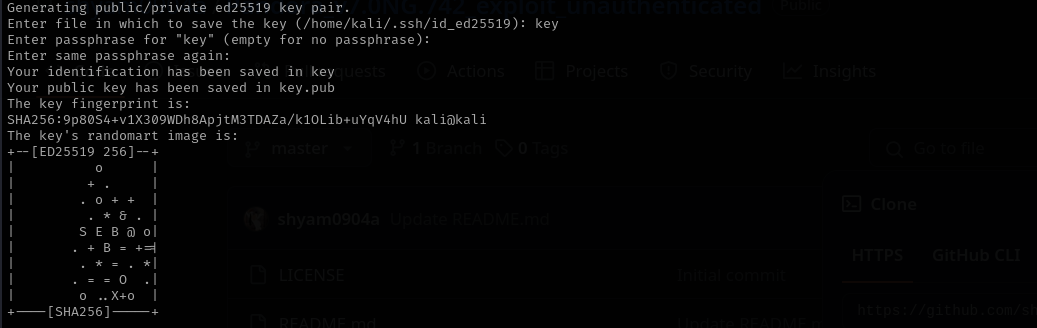 Generating public/private ed25519 key pair.
Enter file in which to save the key (/home/kali/.ssh/id_ed25519): key
Enter passphrase for "key" (empty for no passphrase):
Enter same passphrase again:
Your identification has been saved in key
Your public key has been saved in key.pub
The key fingerprint is:
SHA256:9p80S4+v1X309WDh8ApjtM3TDAZa/k1OLib+uYqV4hU kali@kali
The key's randomart image is:
+--[ED25519 256]--+
|          o      |
|         + .     |
|        . o + +  |
|         . * & . |
|        S E B @ o|
|       . + B = +=|
|        . * = . *|
|       . = = O  .|
|        o ..X+o  |
+----[SHA256]-----+
.0NG.742 exploit unauthenticated Public
requests Actions Projects Security Insights
master 1 Branch 0 Tags Go to file
shyam0904a Update README.md
Clone
HTTPS GitHub CLI
LICENSE Initial commit
README.md Update README
https://github.com/sh